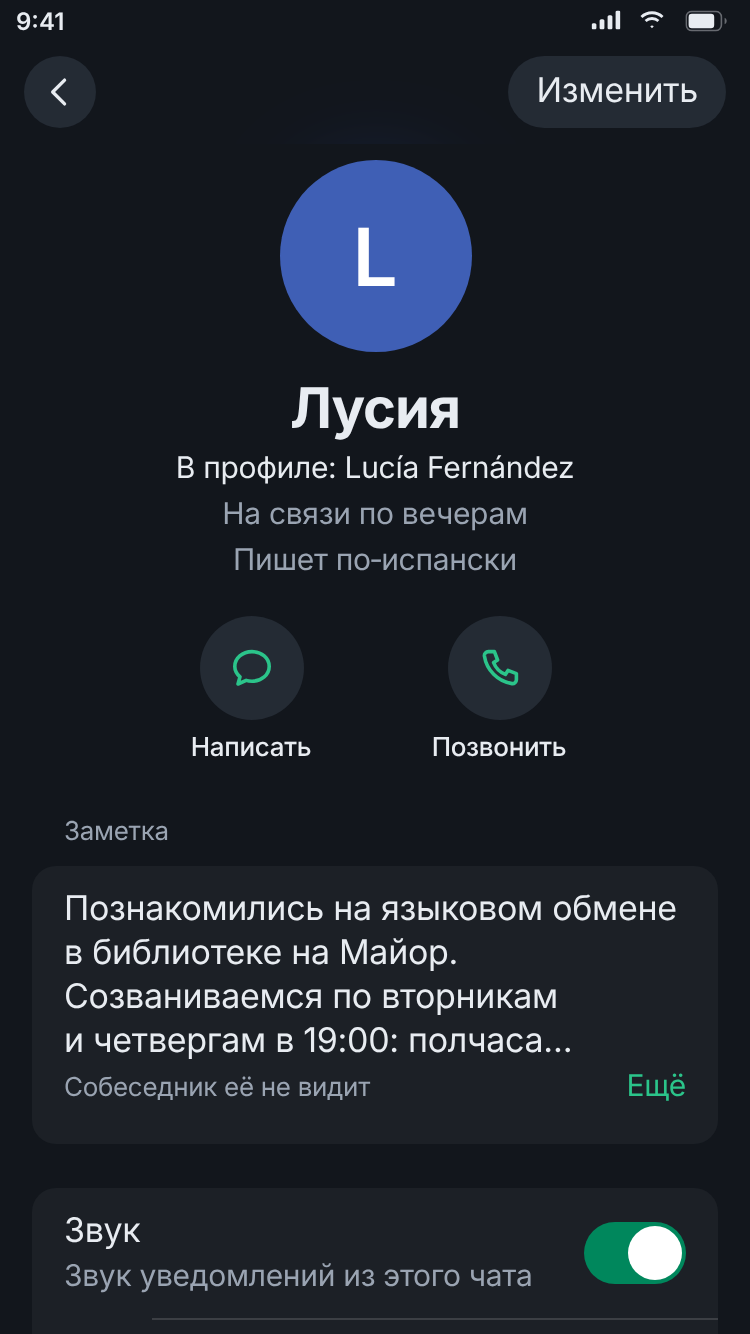 9:41
Изменить
L
Лусия
В профиле: Lucía Fernández
На связи по вечерам
Пишет по-испански
Написать
Позвонить
Заметка
Познакомились на языковом обмене
в библиотеке на Майор.
Созваниваемся по вторникам
и четвергам в 19:00: полчаса...
Собеседник её не видит
Ещё
Звук
Звук уведомлений из этого чата